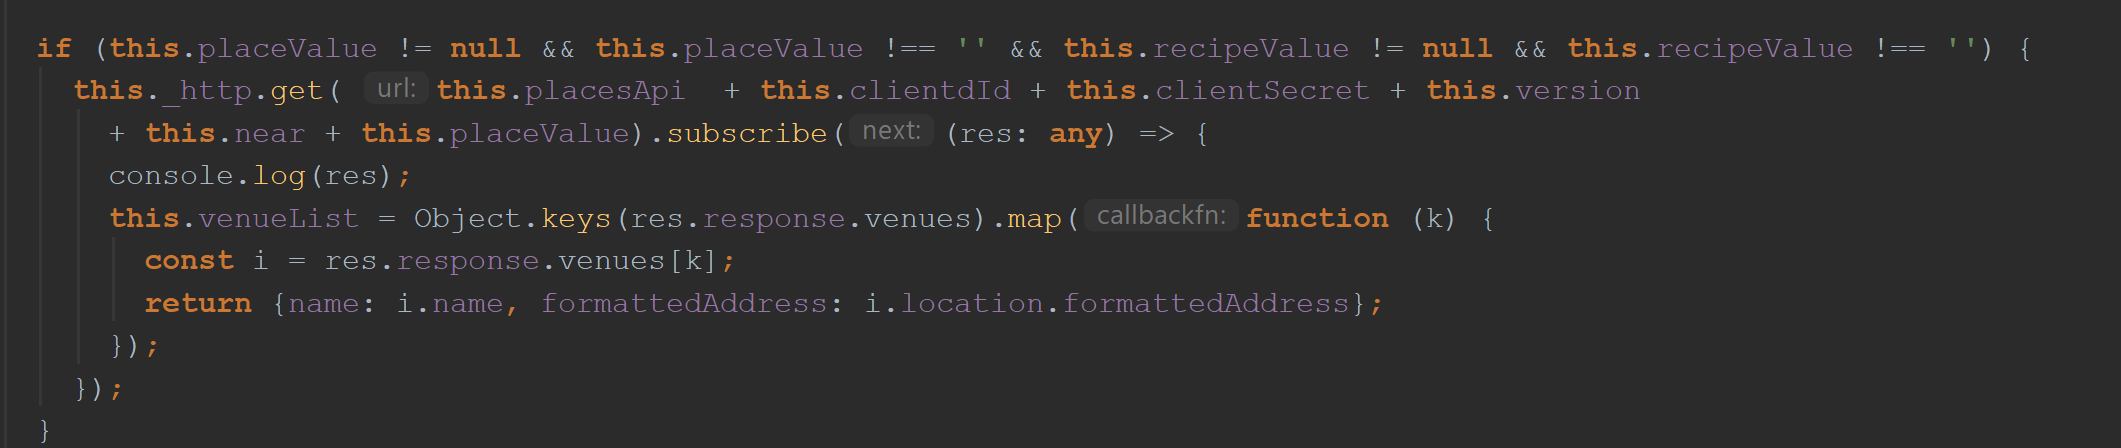 if (this.placeValue != null && this.placeValue !== '' && this.recipeValue != null && this.recipeValue !== '') {
this._http.get( url: this.placesApi + this.clientdId + this.clientSecret + this.version
+ this.near + this.placeValue).subscribe( next: (res: any) => {
console.log(res);
this.venueList = Object.keys(res.response.venues).map( callbackfn: function (k) {
const i = res.response.venues[k];
return {name: i.name, formattedAddress: i.location.formattedAddress};
});
});
}